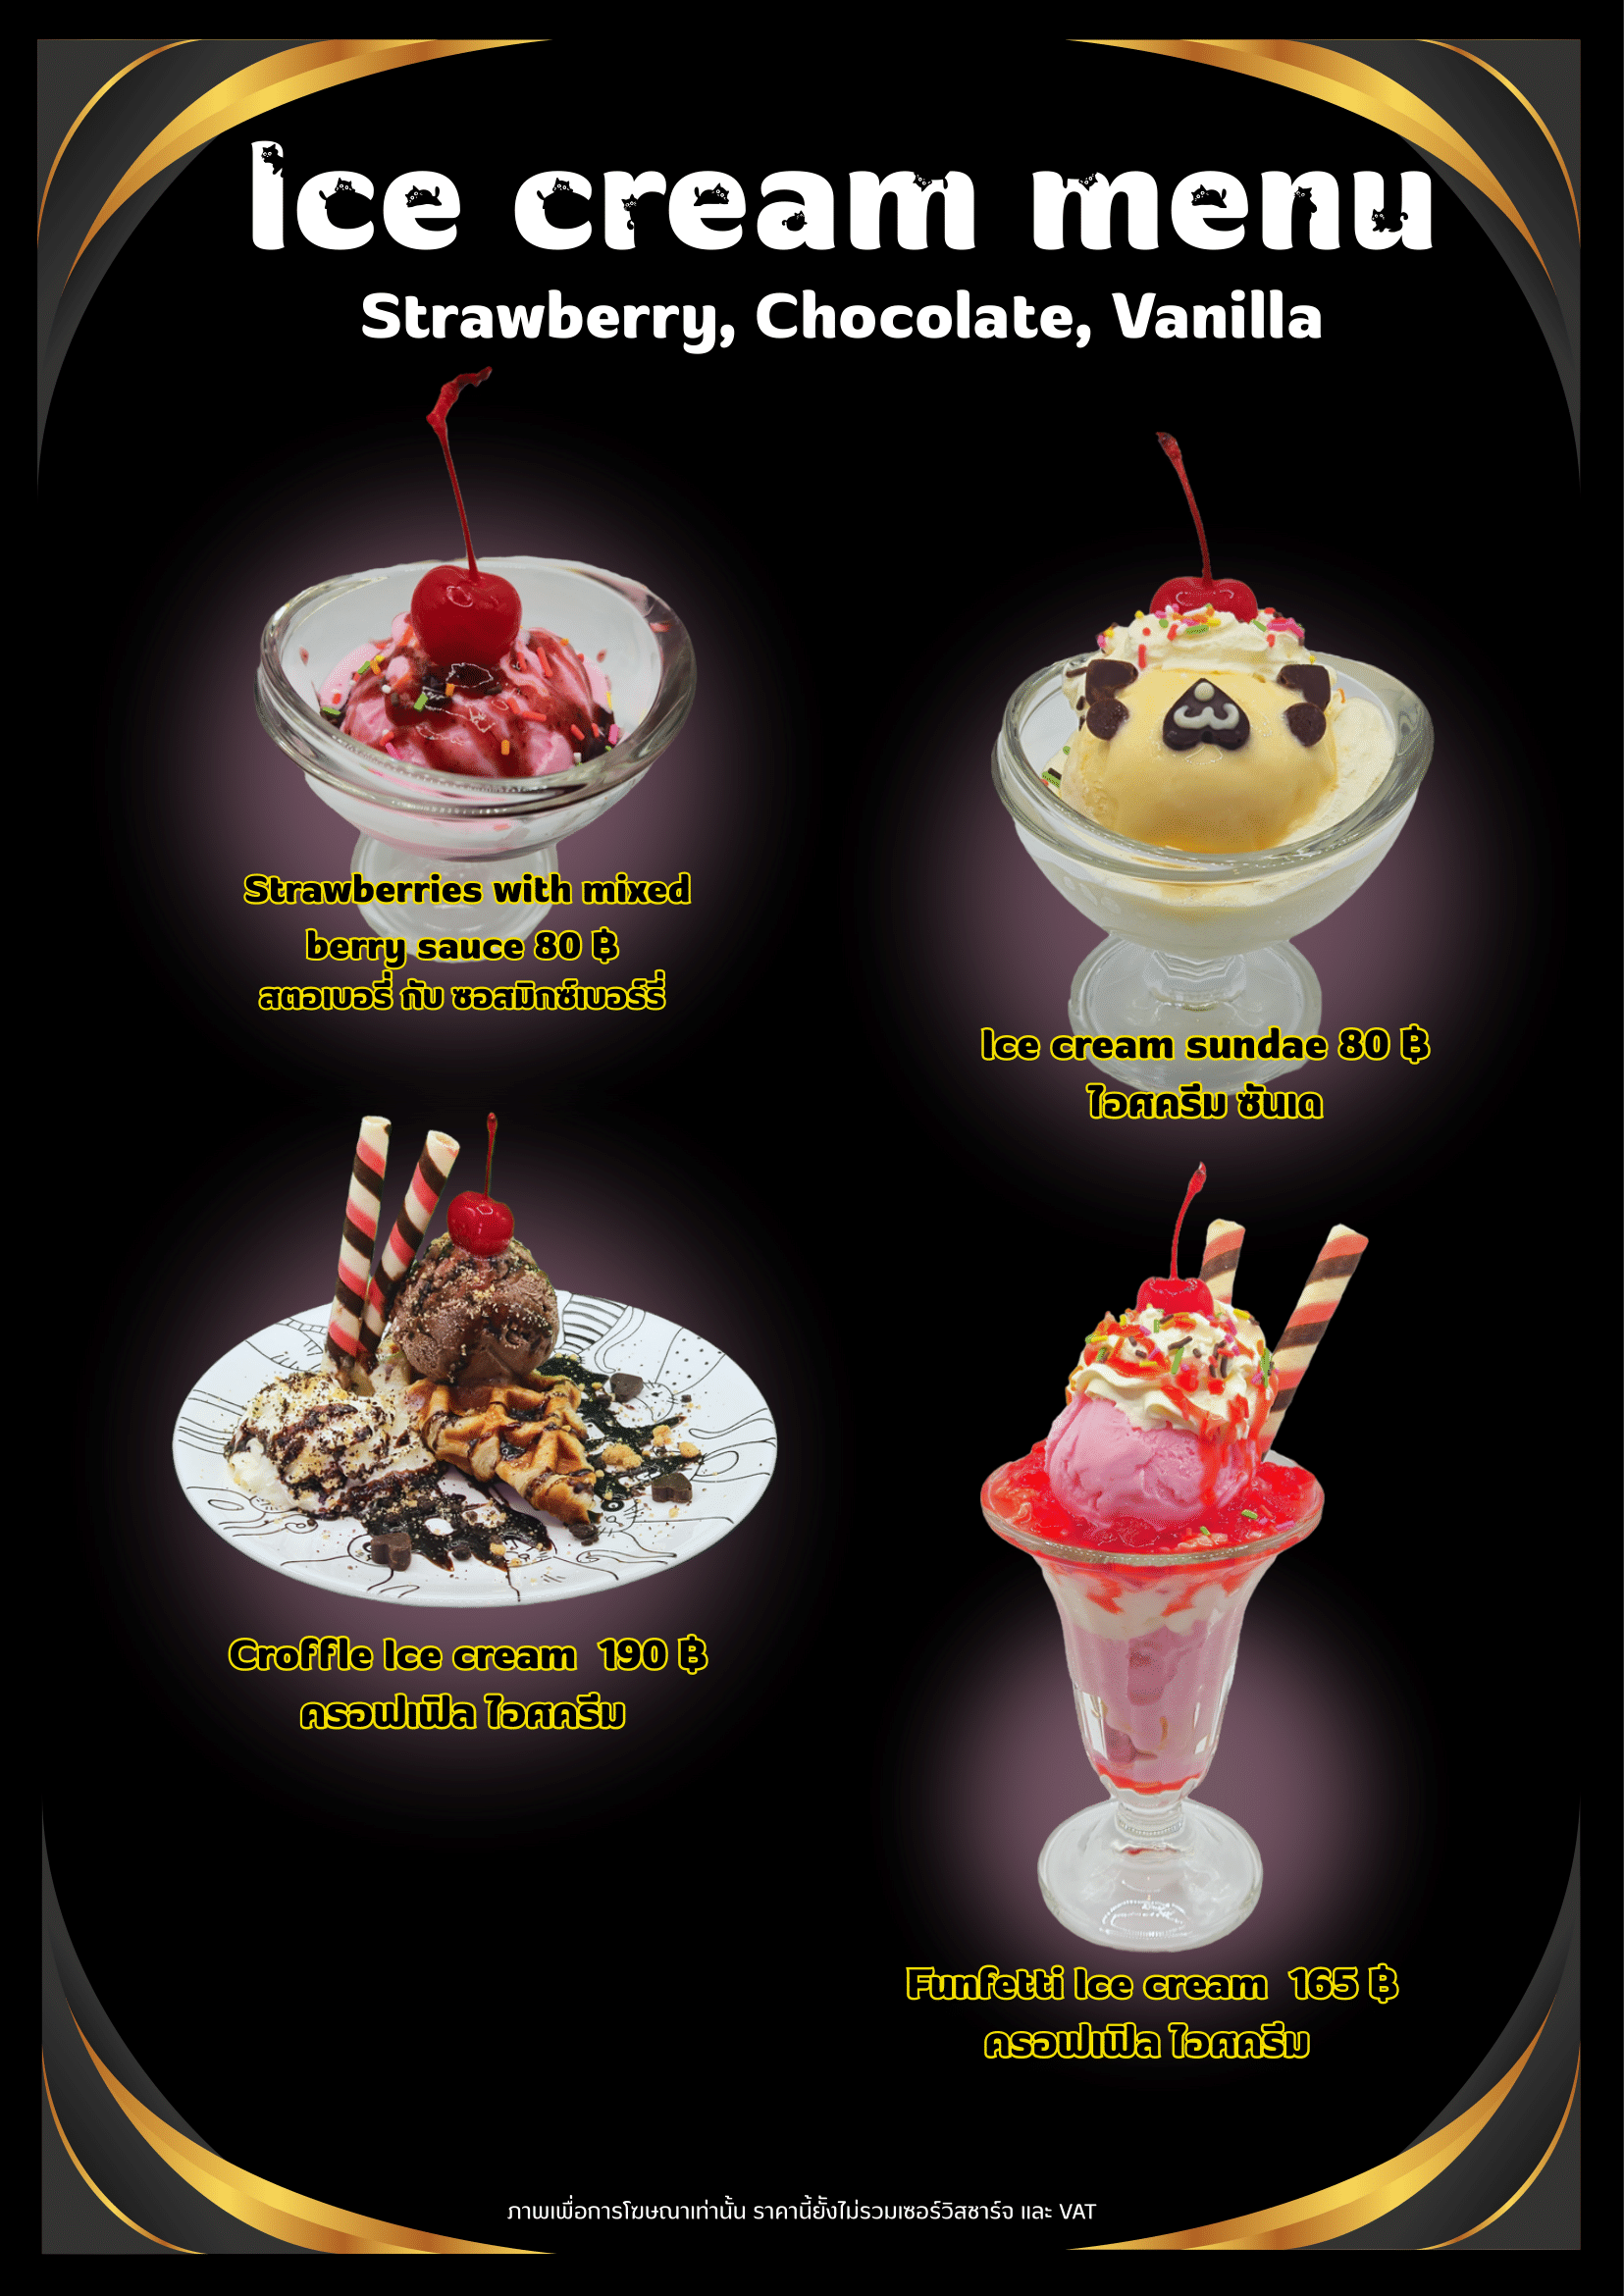 Ice cream menu
Strawberry, Chocolate, Vanilla
Strawberries with mixed
berry sauce 80 ฿
สตอเบอรี่ กับ ซอสมิกซ์เบอร์รี่
Ice cream sundae 80 ฿
ไอศครีม ซันเด
Croffle Ice cream 190 ฿
ครอฟเฟิล ไอศครีม
Funfetti Ice cream 165 ฿
ครอฟเฟิล ไอศครีม
ภาพเพื่อการโฆษณาเท่านั้น ราคานี้ยังไม่รวมเซอร์วิสชาร์จ และ VAT